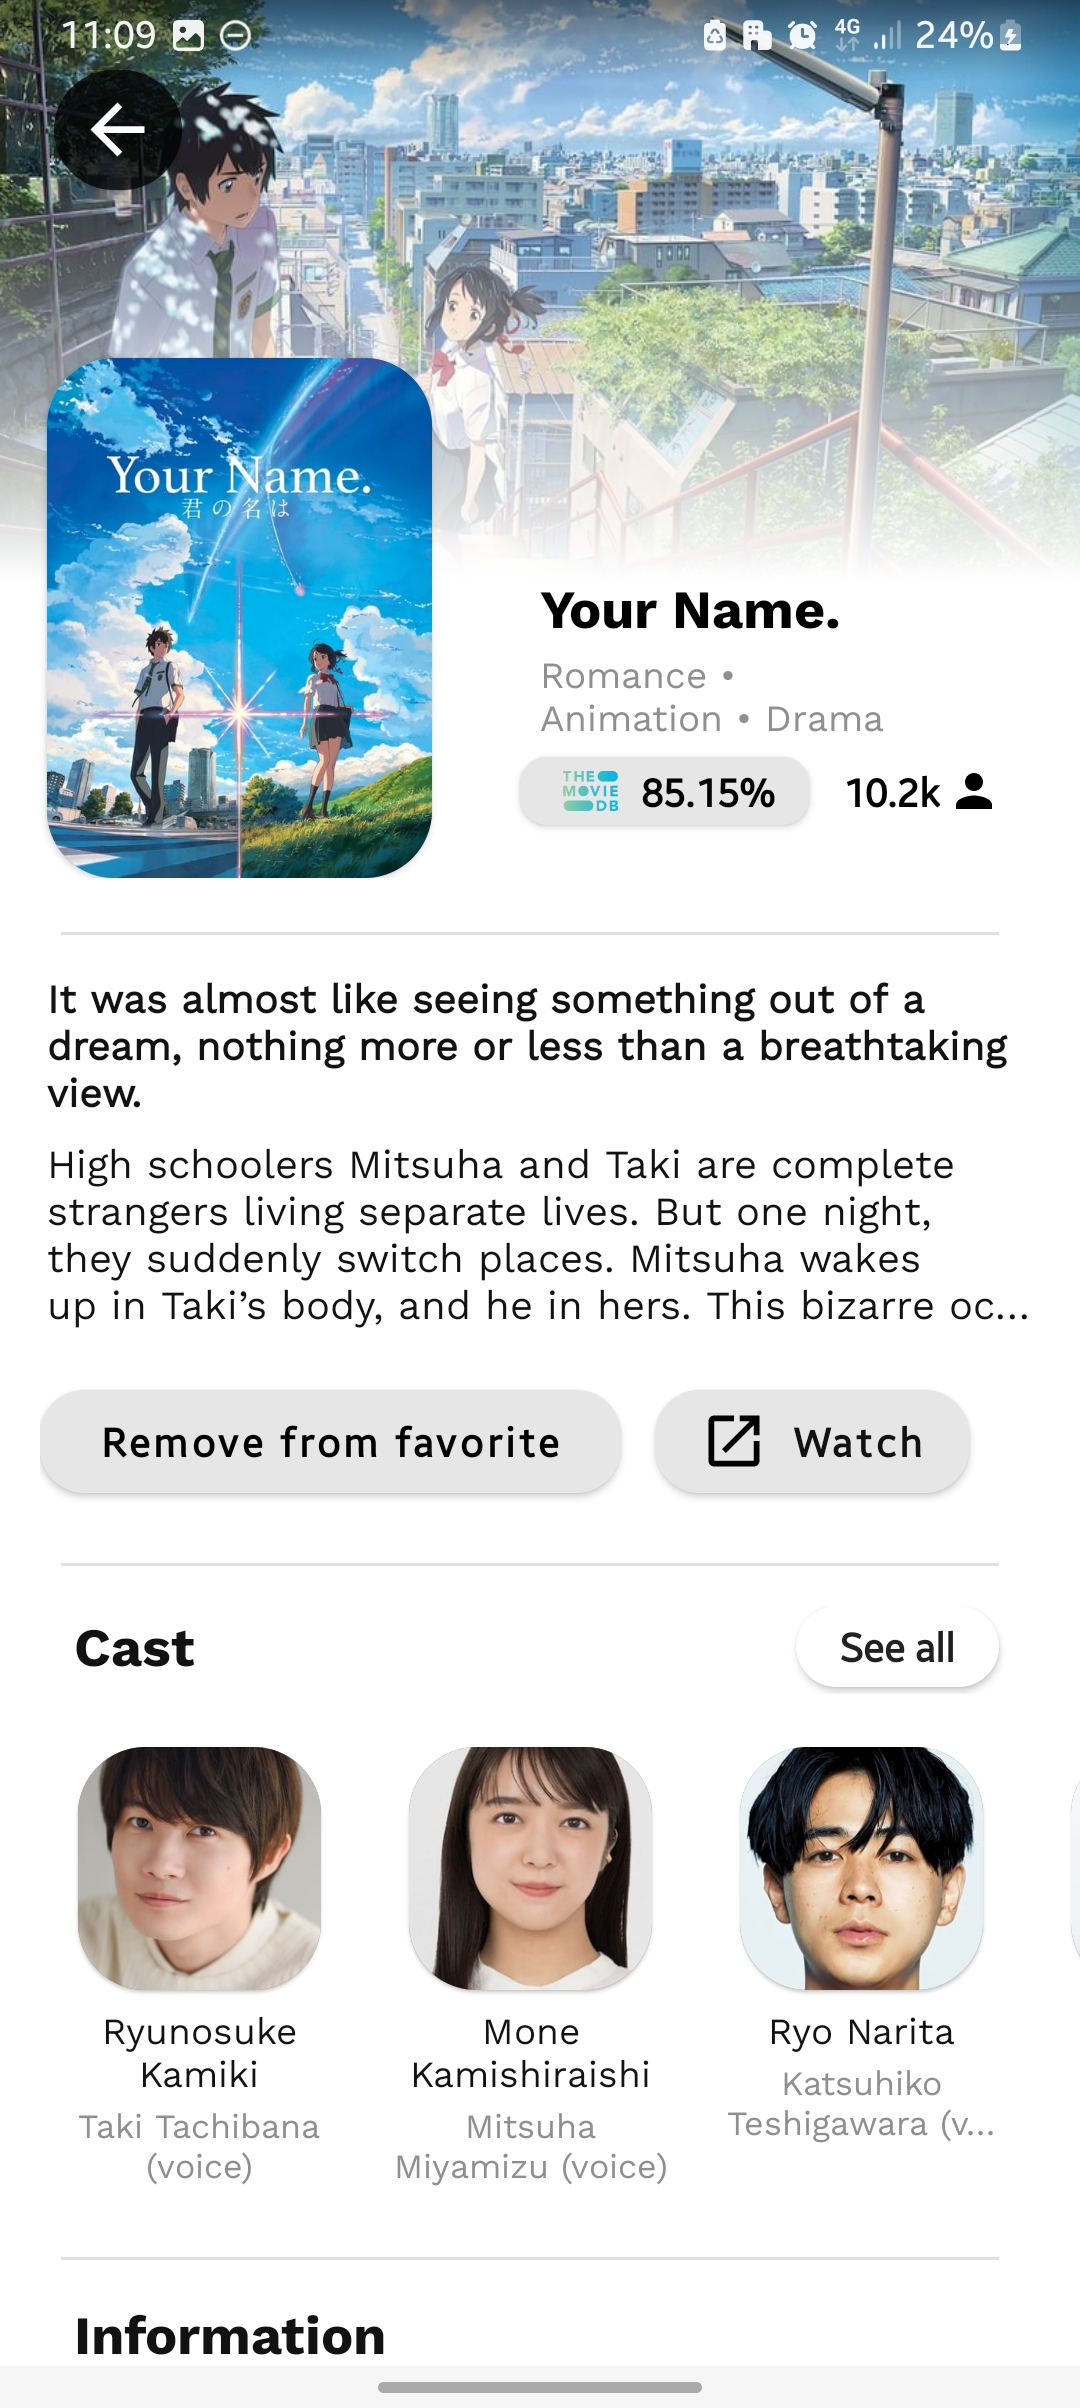 11:09
4G
24%
Your Name.
君の名は
Your Name.
Romance •
Animation • Drama
THE
MOVIE
DB
85.15%
10.2k
It was almost like seeing something out of a
dream, nothing more or less than a breathtaking
view.
High schoolers Mitsuha and Taki are complete
strangers living separate lives. But one night,
they suddenly switch places. Mitsuha wakes
up in Taki’s body, and he in hers. This bizarre oc...
Remove from favorite
Watch
Cast
See all
Ryunosuke
Kamiki
Taki Tachibana
(voice)
Mone
Kamishiraishi
Mitsuha
Miyamizu (voice)
Ryo Narita
Katsuhiko
Teshigawara (v...
Information